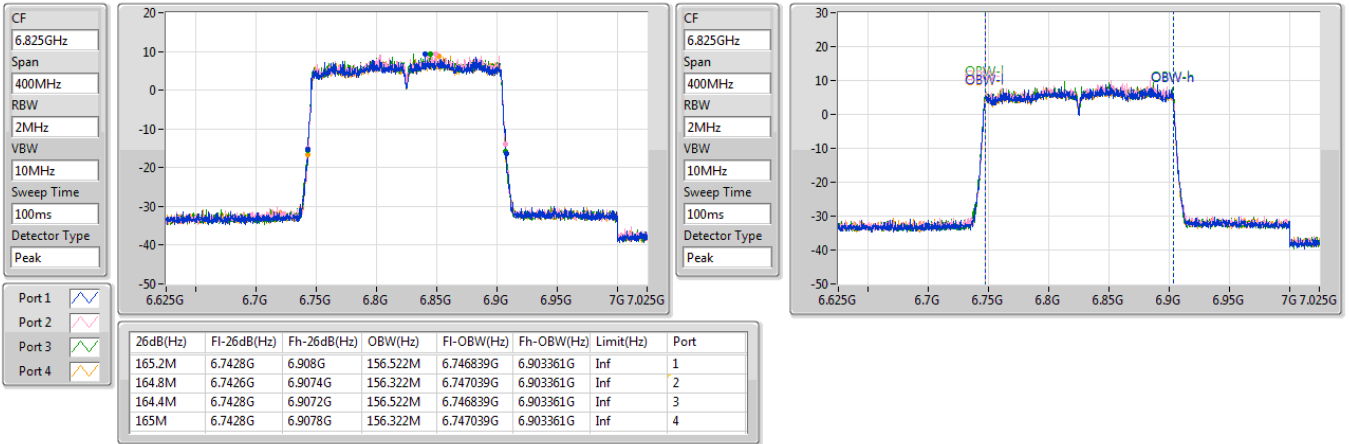 CF
6.825GHz
Span
400MHz
RBW
2MHz
VBW
10MHz
Sweep Time
100ms
Detector Type
Peak
20
10
0
-10
-20
-30
-40
-50
6.625G 6.7G 6.75G 6.8G 6.85G 6.9G 6.95G 7G 7.025G
CF
6.825GHz
Span
400MHz
RBW
2MHz
VBW
10MHz
Sweep Time
100ms
Detector Type
Peak
30
20
10
0
-10
-20
-30
-40
-50
OBW-l
OBW-l
OBW-h
6.625G 6.7G 6.75G 6.8G 6.85G 6.9G 6.95G 7G 7.025G
Port 1
Port 2
Port 3
Port 4
26dB(Hz) Fl-26dB(Hz) Fh-26dB(Hz) OBW(Hz) Fl-OBW(Hz) Fh-OBW(Hz) Limit(Hz) Port
165.2M 6.7428G 6.908G 156.522M 6.746839G 6.903361G Inf 1
164.8M 6.7426G 6.9074G 156.322M 6.747039G 6.903361G Inf 2
164.4M 6.7428G 6.9072G 156.522M 6.746839G 6.903361G Inf 3
165M 6.7428G 6.9078G 156.322M 6.747039G 6.903361G Inf 4